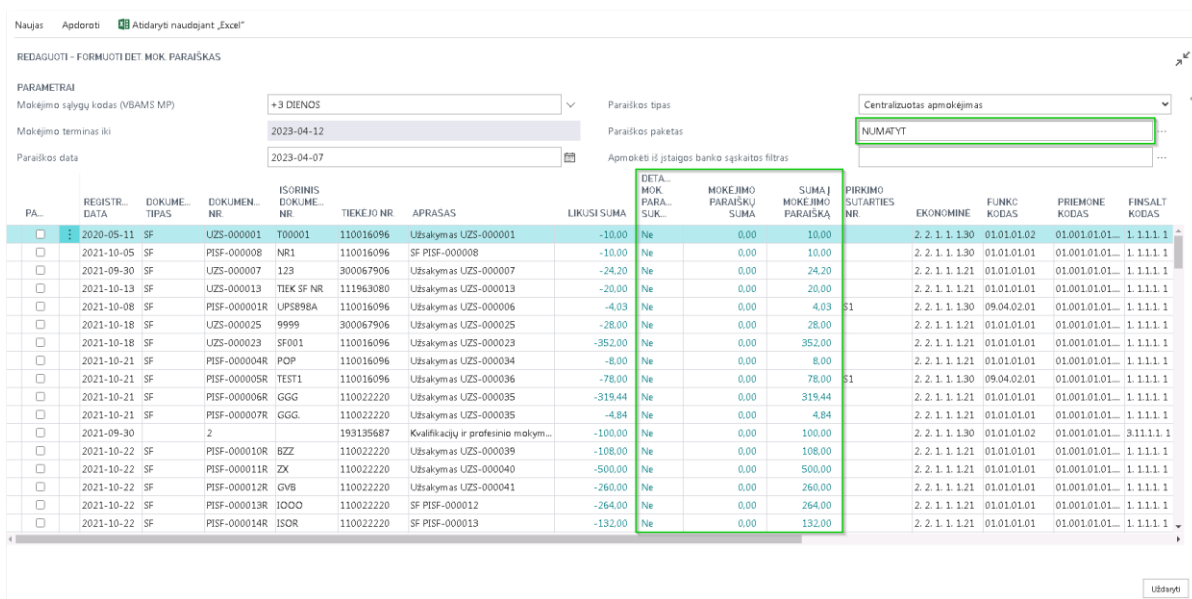 Naujas Apdoroti Atidaryti naudojant „Excel“
REDAGUOTI - FORMUOTI DET. MOK. PARAIŠKAS
PARAMETRAI
Mokėjimo sąlygų kodas (VBAMS MP) +3 DIENOS Paraiškos tipas Centralizuotas apmokėjimas
Mokėjimo terminas iki 2023-04-12 Paraiškos paketas NUMATYT
Paraiškos data 2023-04-07 Apmokėti iš įstaigos banko sąskaitos filtras
PA... REGISTR... DATA DOKUME... TIPAS DOKUMEN... NR. ISORINIS DOKUME... NR. TIEKĖJO NR. APRAŠAS LIKUSI SUMA DETA... MOK. PARA... SUK... MOKĖJIMO PARAIŠKŲ SUMA SUMA Į MOKĖJIMO PARAIŠKĄ PIRKIMO SUTARTIES NR. EKONOMINĖ FUNKC KODAS PRIEMONĖ KODAS FINSALT KODAS
2020-05-11 SF UZS-000001 T00001 110016096 Užsakymas UZS-000001 -10,00 Ne 0,00 10,00 2. 2. 1. 1. 1.30 01.01.01.02 01.001.01.01.... 1. 1.1.1. 1
2021-10-05 SF PISF-000008 NR1 110016096 SF PISF-000008 -10,00 Ne 0,00 10,00 2. 2. 1. 1. 1.30 01.01.01.01 01.001.01.01.... 1. 1.1.1. 1
2021-09-30 SF UZS-000007 123 300067906 Užsakymas UZS-000007 -24,20 Ne 0,00 24,20 2. 2. 1. 1. 1.21 01.01.01.01 01.001.01.01.... 1. 1.1.1. 1
2021-10-13 SF UZS-000013 TIEK SF NR 111963080 Užsakymas UZS-000013 -20,00 Ne 0,00 20,00 2. 2. 1. 1. 1.21 01.01.01.01 01.001.01.01.... 1. 1.1.1. 1
2021-10-08 SF PISF-000001R UPS898A 110016096 Užsakymas UZS-000006 -4,03 Ne 0,00 4,03 S1 2. 2. 1. 1. 1.30 09.04.02.01 01.001.01.01.... 1. 1.1.1. 1
2021-10-18 SF UZS-000025 9999 300067906 Užsakymas UZS-000025 -28,00 Ne 0,00 28,00 2. 2. 1. 1. 1.21 01.01.01.01 01.001.01.01.... 1. 1.1.1. 1
2021-10-18 SF UZS-000023 SF001 110016096 Užsakymas UZS-000023 -352,00 Ne 0,00 352,00 2. 2. 1. 1. 1.21 01.01.01.01 01.001.01.01.... 1. 1.1.1. 1
2021-10-21 SF PISF-000004R POP 110016096 Užsakymas UZS-000034 -8,00 Ne 0,00 8,00 2. 2. 1. 1. 1.21 01.01.01.01 01.001.01.01.... 1. 1.1.1. 1
2021-10-21 SF PISF-000005R TEST1 110016096 Užsakymas UZS-000036 -78,00 Ne 0,00 78,00 S1 2. 2. 1. 1. 1.30 09.04.02.01 01.001.01.01.... 1. 1.1.1. 1
2021-10-21 SF PISF-000006R GGG 110022220 Užsakymas UZS-000035 -319,44 Ne 0,00 319,44 2. 2. 1. 1. 1.21 01.01.01.01 01.001.01.01.... 1. 1.1.1. 1
2021-10-21 SF PISF-000007R GGG. 110022220 Užsakymas UZS-000035 -4,84 Ne 0,00 4,84 2. 2. 1. 1. 1.21 01.01.01.01 01.001.01.01.... 1. 1.1.1. 1
2021-09-30 2 193135687 Kvalifikacijų ir profesinio mokym... -100,00 Ne 0,00 100,00 2. 2. 1. 1. 1.30 01.01.01.02 01.001.01.01.... 3.11.1.1. 1
2021-10-22 SF PISF-000010R BZZ 110022220 Užsakymas UZS-000039 -108,00 Ne 0,00 108,00 2. 2. 1. 1. 1.21 01.01.01.01 01.001.01.01.... 1. 1.1.1. 1
2021-10-22 SF PISF-000011R ZX 110022220 Užsakymas UZS-000040 -500,00 Ne 0,00 500,00 2. 2. 1. 1. 1.21 01.01.01.01 01.001.01.01.... 1. 1.1.1. 1
2021-10-22 SF PISF-000012R GVB 110022220 Užsakymas UZS-000041 -260,00 Ne 0,00 260,00 2. 2. 1. 1. 1.21 01.01.01.01 01.001.01.01.... 1. 1.1.1. 1
2021-10-22 SF PISF-000013R IOOO 110022220 SF PISF-000012 -264,00 Ne 0,00 264,00 2. 2. 1. 1. 1.21 01.01.01.01 01.001.01.01.... 1. 1.1.1. 1
2021-10-22 SF PISF-000014R ISOR 110022220 SF PISF-000013 -132,00 Ne 0,00 132,00 2. 2. 1. 1. 1.21 01.01.01.01 01.001.01.01.... 1. 1.1.1. 1
Uždaryti